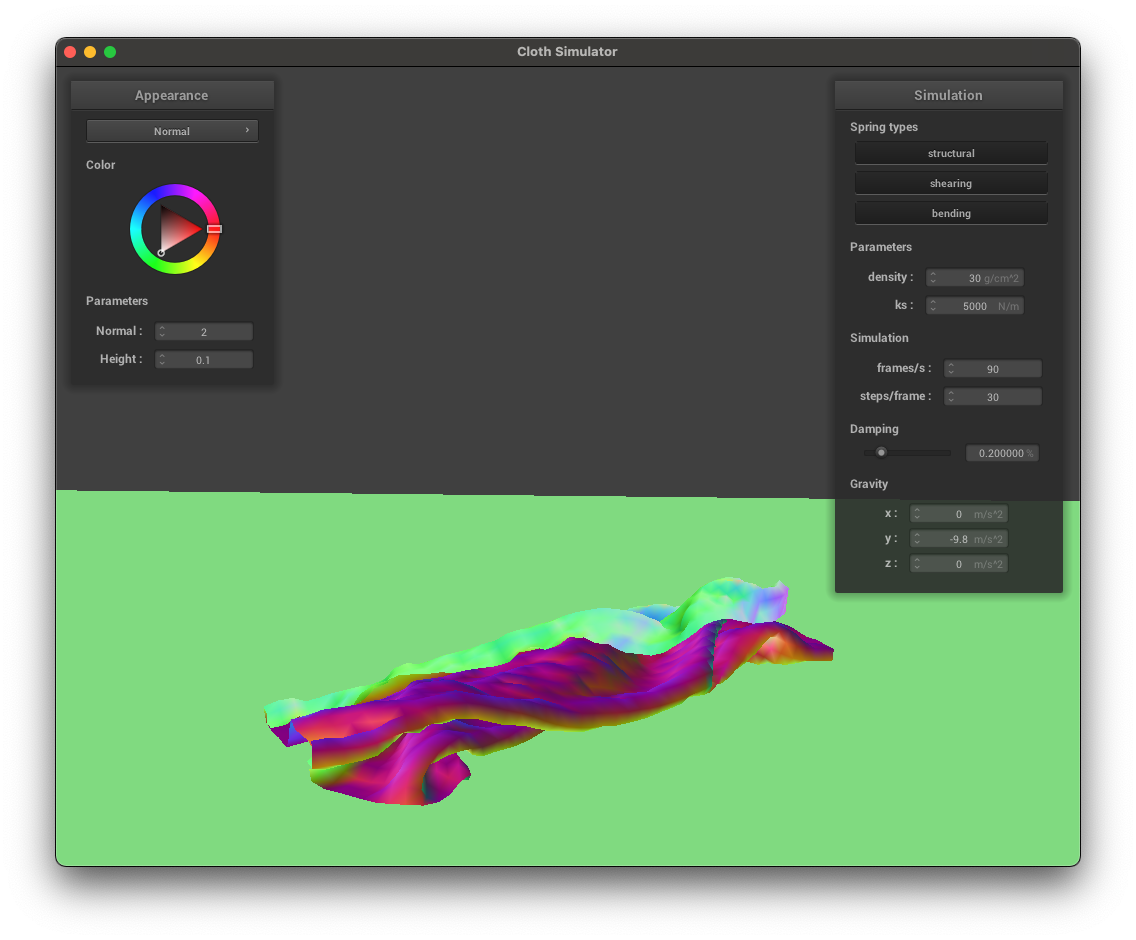 Cloth Simulator
Appearance
Normal
Color
Parameters
Normal : 2
Height : 0.1
Simulation
Spring types
structural
shearing
bending
Parameters
density : 30 g/cm^2
ks : 5000 N/m
Simulation
frames/s : 90
steps/frame : 30
Damping
0.200000 %
Gravity
x : 0 m/s^2
y : -9.8 m/s^2
z : 0 m/s^2